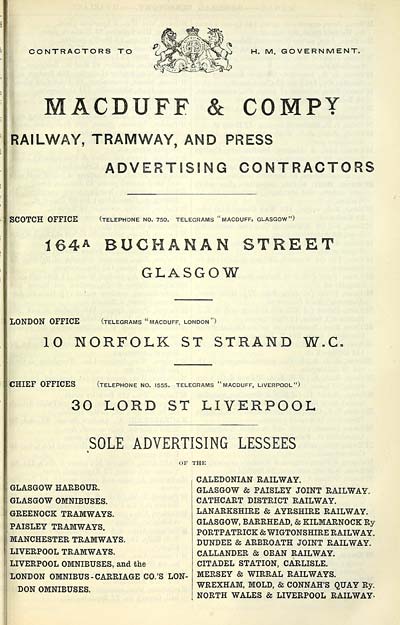 CONTRACTORS TO H. M. GOVERNMENT.
MACDUFF & COMPY
RAILWAY, TRAMWAY, AND PRESS
ADVERTISING CONTRACTORS
SCOTCH OFFICE (TELEPHONE NO. 750. TELEGRAMS "MACDUFF, GLASGOW")
164A BUCHANAN STREET
GLASGOW
LONDON OFFICE (TELEGRAMS "MACDUFF, LONDON")
10 NORFOLK ST STRAND W.C.
CHIEF OFFICES (TELEPHONE NO. 1555. TELEGRAMS "MACDUFF, LIVERPOOL")
30 LORD ST LIVERPOOL
SOLE ADVERTISING LESSEES
OF THE
GLASGOW HARBOUR.
GLASGOW OMNIBUSES.
GREENOCK TRAMWAYS.
PAISLEY TRAMWAYS,
MANCHESTER TRAMWAYS.
LIVERPOOL TRAMWAYS.
LIVERPOOL OMNIBUSES, and the
LONDON OMNIBUS-CARRIAGE CO.'S LON-
DON OMNIBUSES.
CALEDONIAN RAILWAY.
GLASGOW & PAISLEY JOINT RAILWAY.
CATHCART DISTRICT RAILWAY.
LANARKSHIRE & AYRSHIRE RAILWAY.
GLASGOW, BARRHEAD, & KILMARNOCK Ry
PORTPATRICK & WIGTONSHIRE RAILWAY.
DUNDEE & ARBROATH JOINT RAILWAY.
CALLANDER & OBAN RAILWAY.
CITADEL STATION, CARLISLE.
MERSEY & WIRRAL RAILWAYS.
WREXHAM, MOLD, & CONNAH'S QUAY Ry.
NORTH WALES & LIVERPOOL RAILWAY.